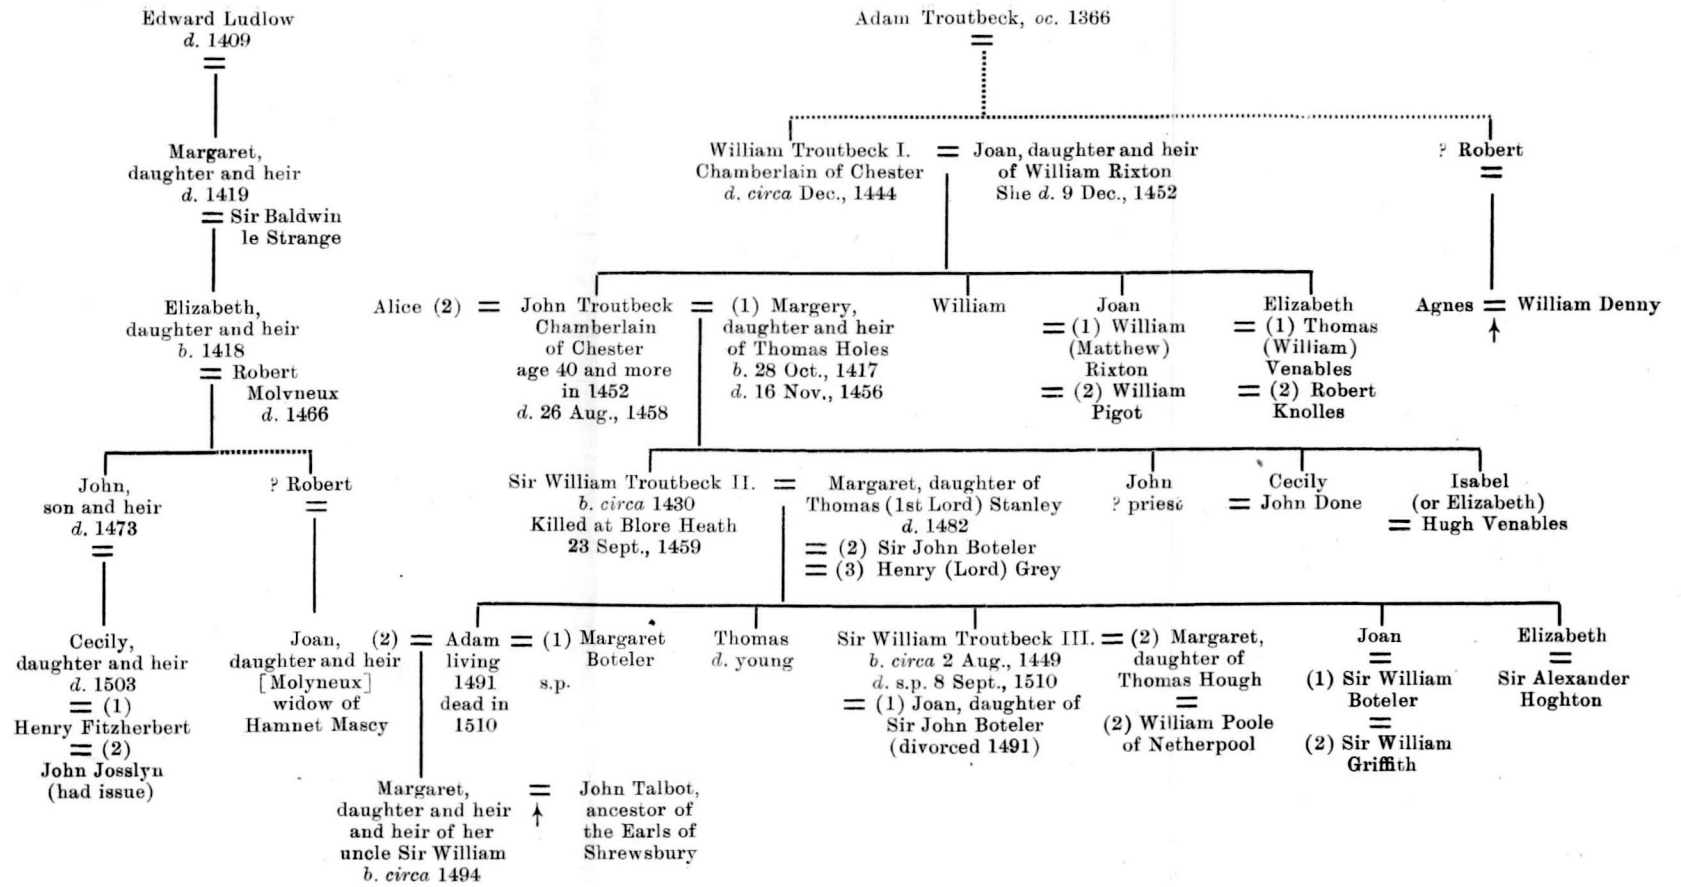 Edward Ludlow
d. 1409
=
Adam Troutbeck, oc. 1366
=
Margaret,
daughter and heir
d. 1419
= Sir Baldwin
le Strange
William Troutbeck I.
Chamberlain of Chester
d. circa Dec., 1444
=
Joan, daughter and heir
of William Rixton
She d. 9 Dec., 1452
? Robert
=
Elizabeth,
daughter and heir
b. 1418
= Robert
Molyneux
d. 1466
Alice (2) =
John Troutbeck
Chamberlain
of Chester
age 40 and more
in 1452
d. 26 Aug., 1458
=
(1) Margery,
daughter and heir
of Thomas Holes
b. 28 Oct., 1417
d. 16 Nov., 1456
William
Joan
= (1) William
(Matthew)
Rixton
= (2) William
Pigot
Elizabeth
= (1) Thomas
(William)
Venables
= (2) Robert
Knolles
Agnes = William Denny
John,
son and heir
d. 1473
=
? Robert
=
Sir William Troutbeck II.
b. circa 1430
Killed at Blore Heath
23 Sept., 1459
=
Margaret, daughter of
Thomas (1st Lord) Stanley
d. 1482
= (2) Sir John Boteler
= (3) Henry (Lord) Grey
John
? priest
Cecily
= John Done
Isabel
(or Elizabeth)
= Hugh Venables
Cecily,
daughter and heir
d. 1503
= (1)
Henry Fitzherbert
= (2)
John Josslyn
(had issue)
Joan,
daughter and heir
[Molyneux]
widow of
Hamnet Mascy
(2) =
Adam
living
1491
dead in
1510
= (1) Margaret
Boteler
s.p.
Thomas
d. young
Sir William Troutbeck III.
b. circa 2 Aug., 1449
d. s.p. 8 Sept., 1510
= (1) Joan, daughter of
Sir John Boteler
(divorced 1491)
= (2) Margaret,
daughter of
Thomas Hough
=
(2) William Poole
of Netherpool
Joan
=
(1) Sir William
Boteler
=
(2) Sir William
Griffith
Elizabeth
=
Sir Alexander
Hoghton
Margaret,
daughter and heir
and heir of her
uncle Sir William
b. circa 1494
=
John Talbot,
ancestor of
the Earls of
Shrewsbury